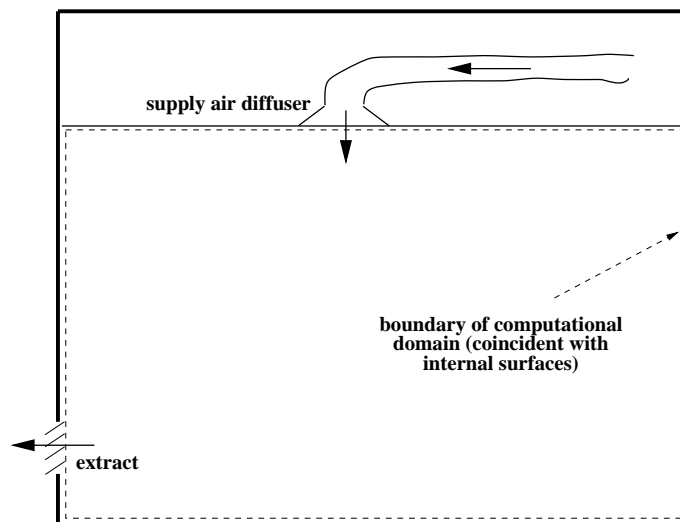 supply air diffuser
boundary of computational
domain (coincident with
internal surfaces)
extract